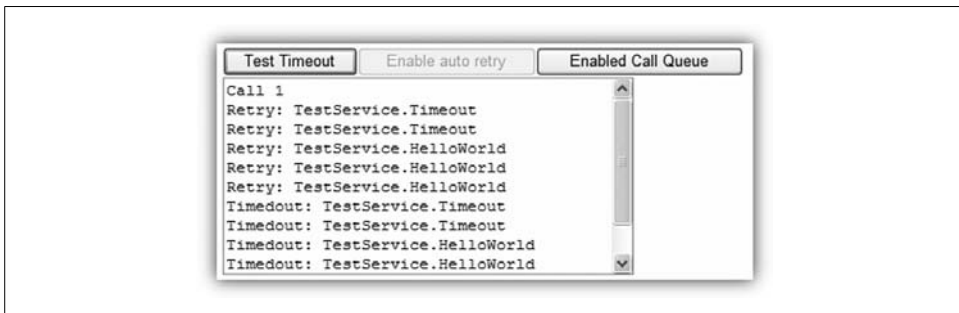 Test Timeout Enable auto retry Enabled Call Queue
Call 1
Retry: TestService.Timeout
Retry: TestService.Timeout
Retry: TestService.HelloWorld
Retry: TestService.HelloWorld
Retry: TestService.HelloWorld
Timedout: TestService.Timeout
Timedout: TestService.Timeout
Timedout: TestService.HelloWorld
Timedout: TestService.HelloWorld